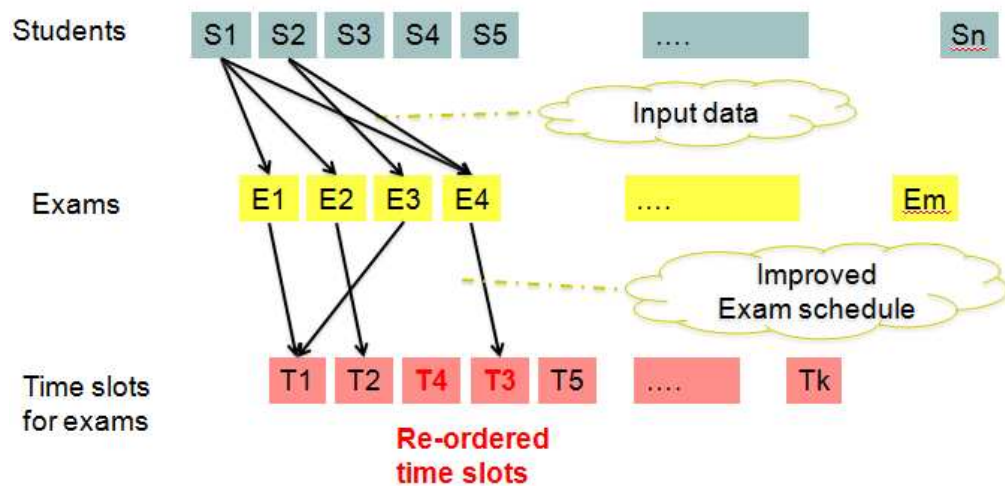 Students
S1 S2 S3 S4 S5 .... Sn
Input data
Exams
E1 E2 E3 E4 .... Em
Improved
Exam schedule
Time slots
for exams
T1 T2 T4 T3 T5 .... Tk
Re-ordered
time slots